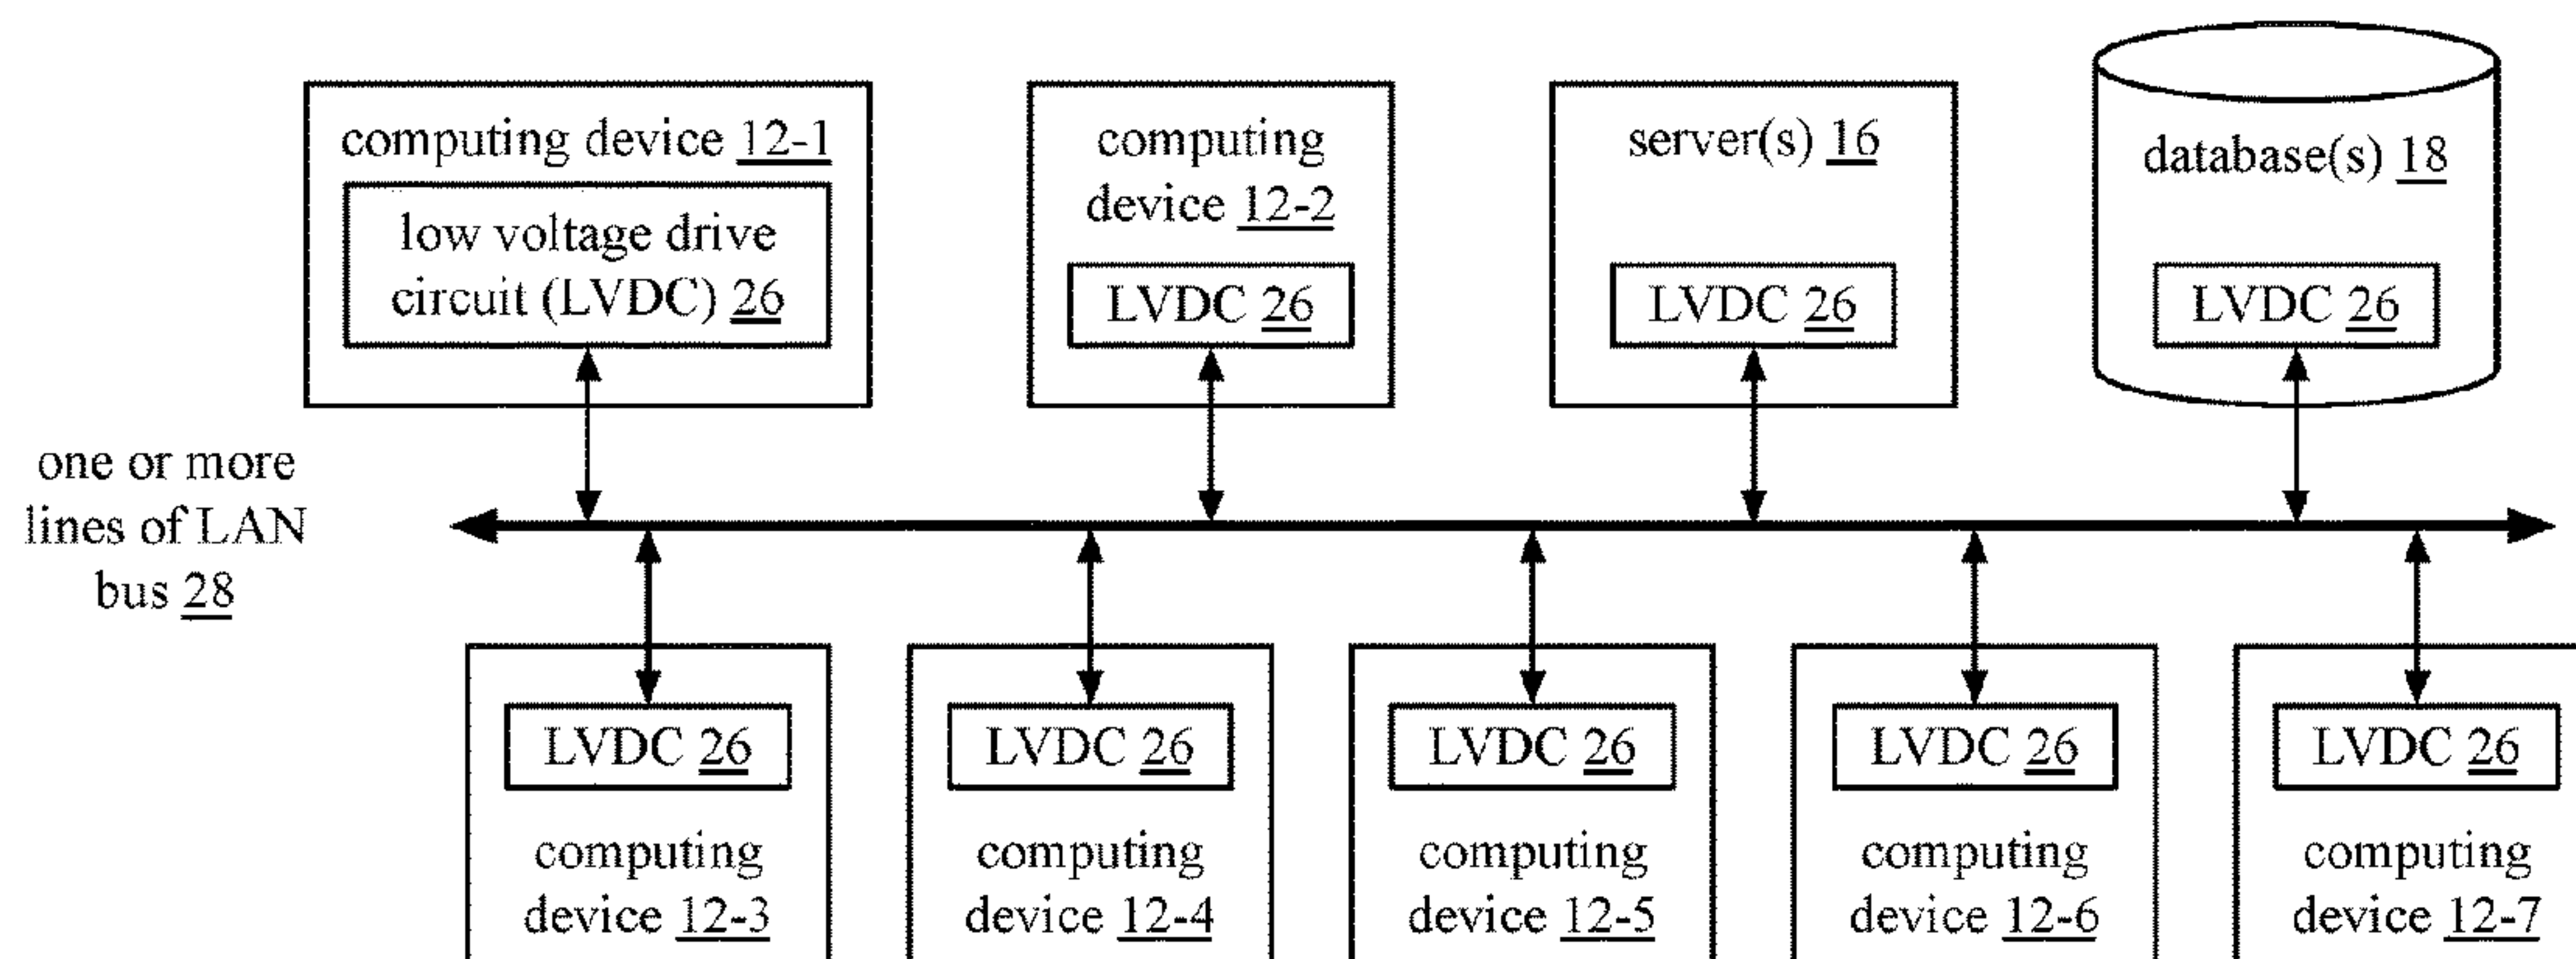 computing device 12-1
low voltage drive
circuit (LVDC) 26
computing
device 12-2
LVDC 26
server(s) 16
LVDC 26
database(s) 18
LVDC 26
one or more
lines of LAN
bus 28
LVDC 26
computing
device 12-3
LVDC 26
computing
device 12-4
LVDC 26
computing
device 12-5
LVDC 26
computing
device 12-6
LVDC 26
computing
device 12-7